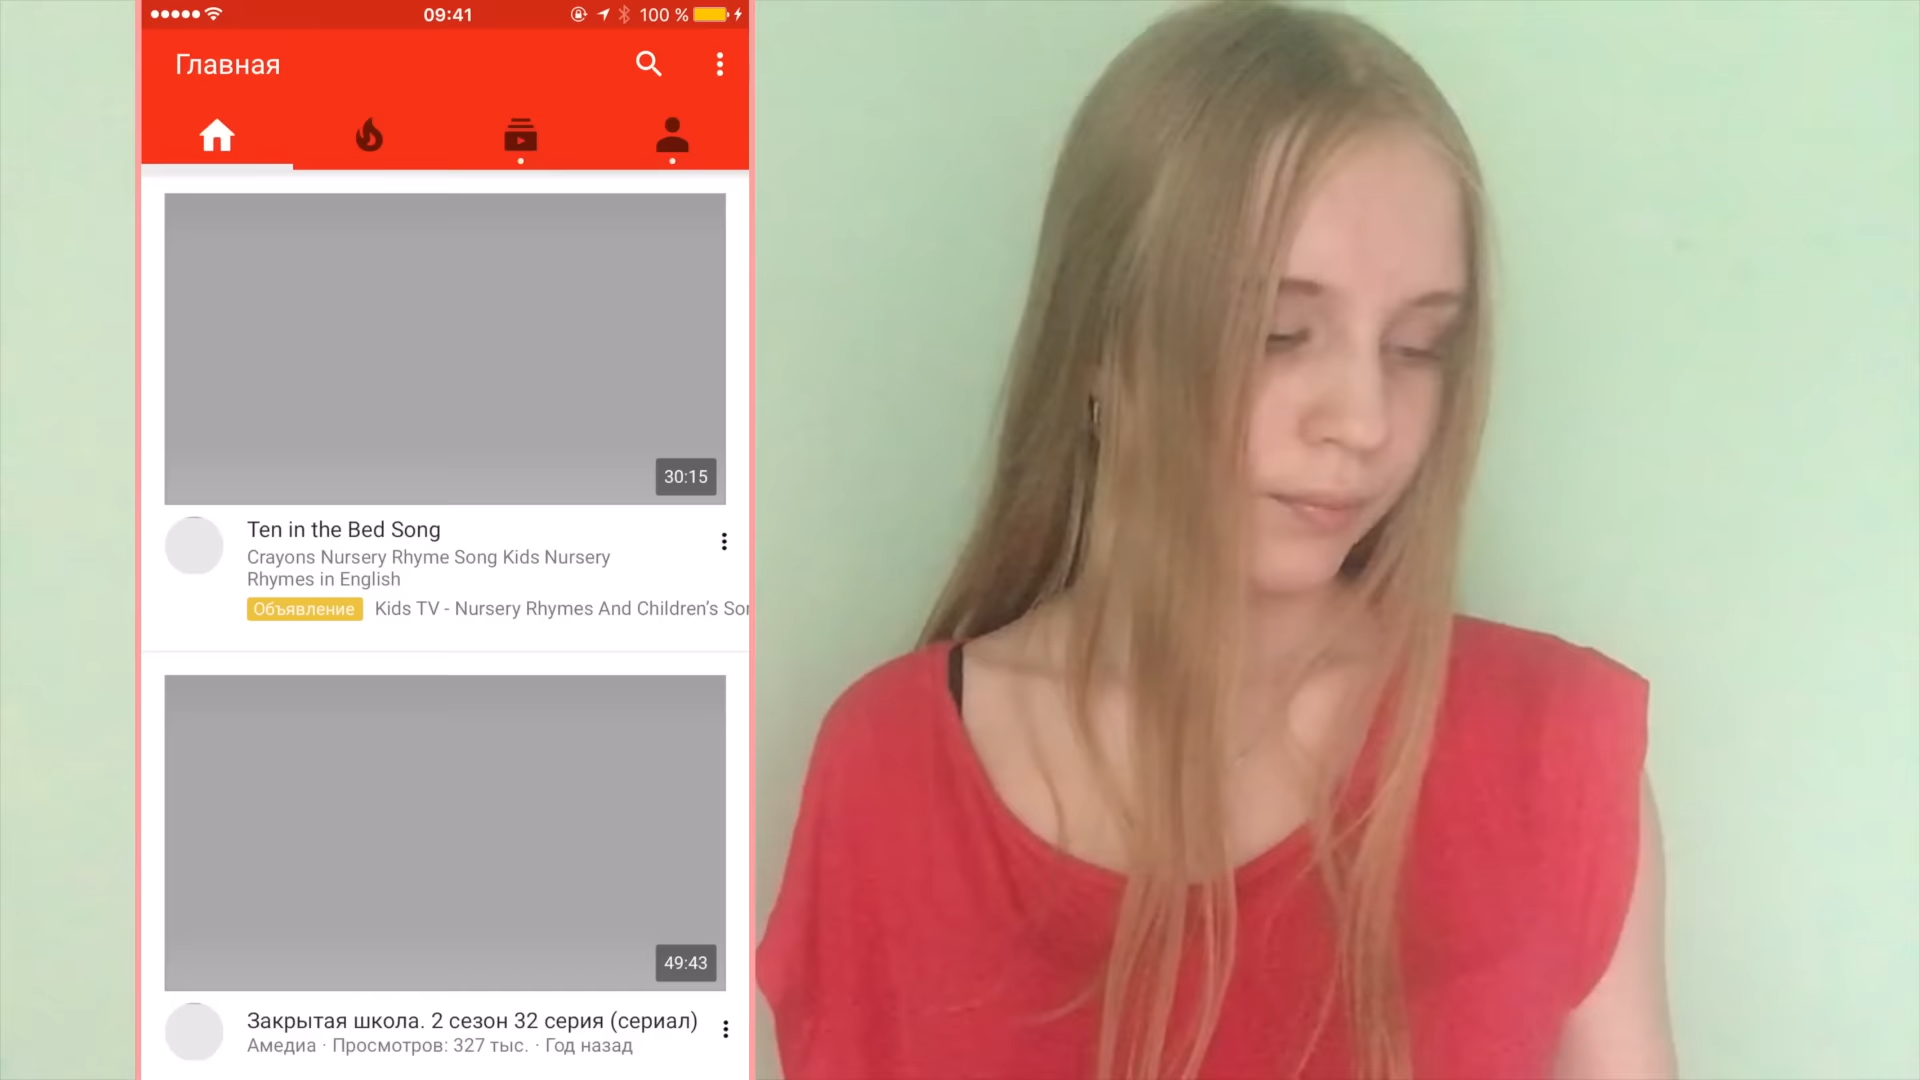 09:41
100 %
Главная
30:15
Ten in the Bed Song
Crayons Nursery Rhyme Song Kids Nursery
Rhymes in English
Объявление Kids TV - Nursery Rhymes And Children's
49:43
Закрытая школа. 2 сезон 32 серия (сериал)
Амедиа · Просмотров: 327 тыс. · Год назад